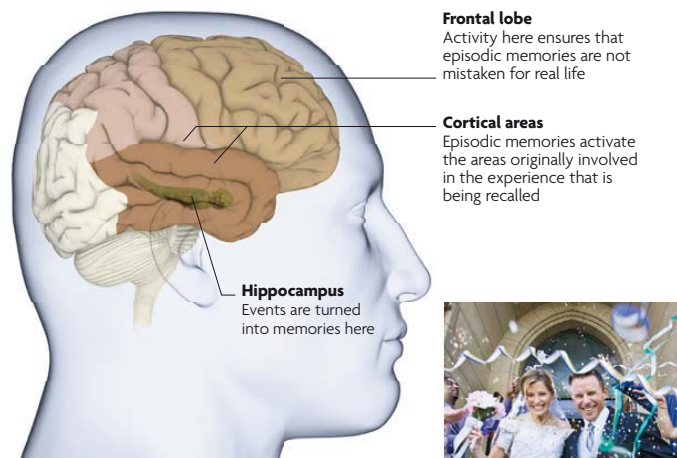 Frontal lobe
Activity here ensures that
episodic memories are not
mistaken for real life
Cortical areas
Episodic memories activate
the areas originally involved
in the experience that is
being recalled
Hippocampus
Events are turned
into memories here